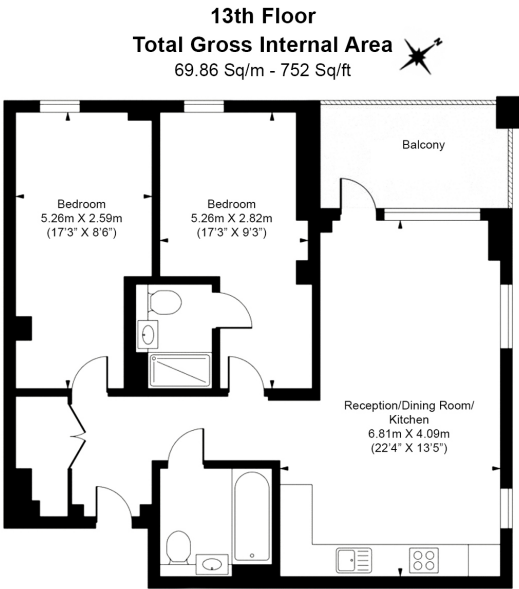 13th Floor
Total Gross Internal Area
69.86 Sq/m - 752 Sq/ft
N
Balcony
Bedroom
5.26m X 2.59m
(17'3" X 8'6")
Bedroom
5.26m X 2.82m
(17'3" X 9'3")
Reception/Dining Room/
Kitchen
6.81m X 4.09m
(22'4" X 13'5")